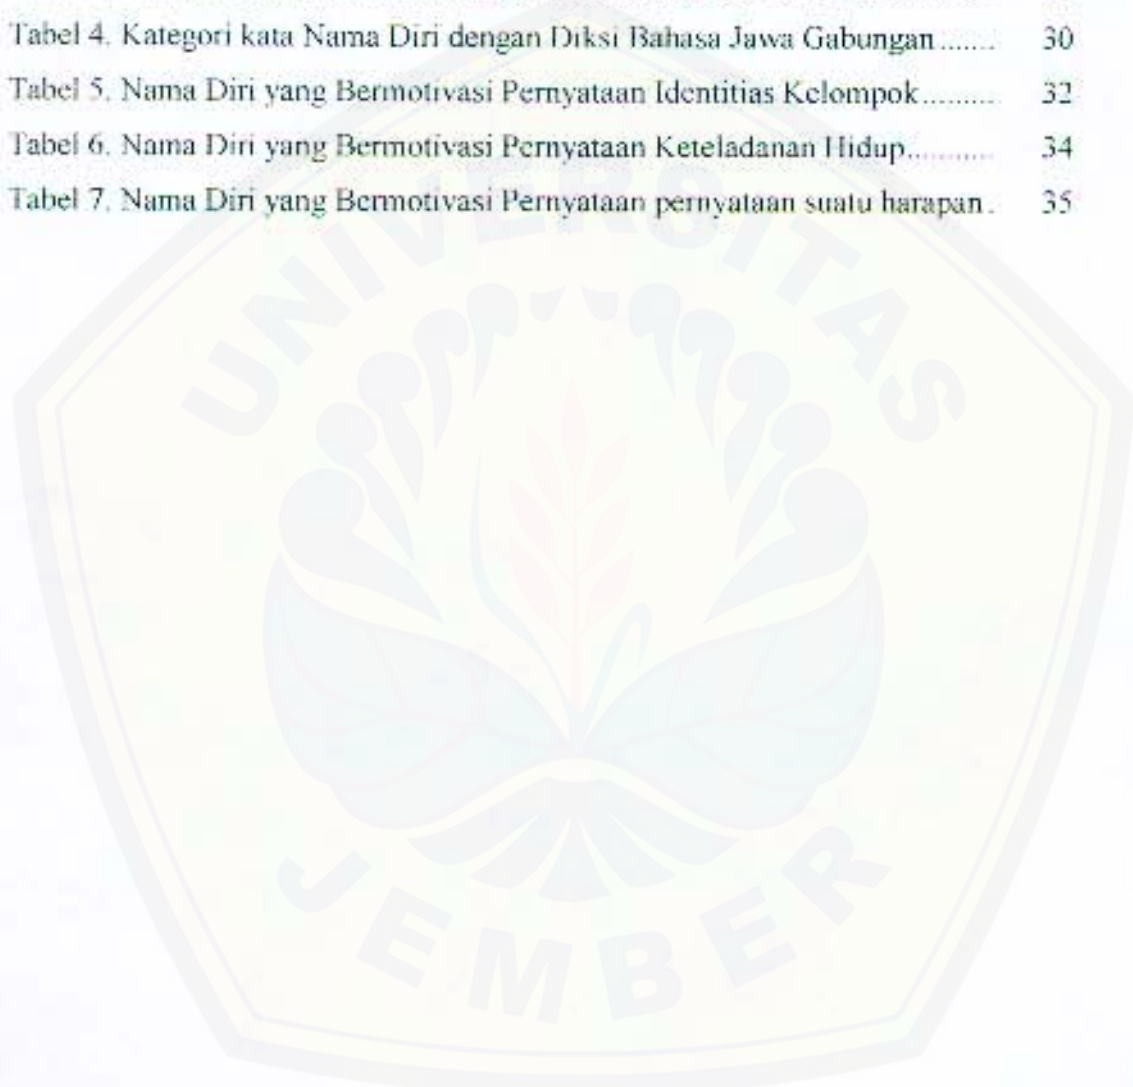 Tabel 4. Kategori kata Nama Diri dengan Diksi Bahasa Jawa Gabungan ....... 30
Tabel 5. Nama Diri yang Bermotivasi Pernyataan Identitias Kelompok ......... 32
Tabel 6. Nama Diri yang Bermotivasi Pernyataan Keteladanan Hidup ........... 34
Tabel 7. Nama Diri yang Bermotivasi Pernyataan pernyataan suatu harapan . 35
UNIVERSITAS
JEMBER